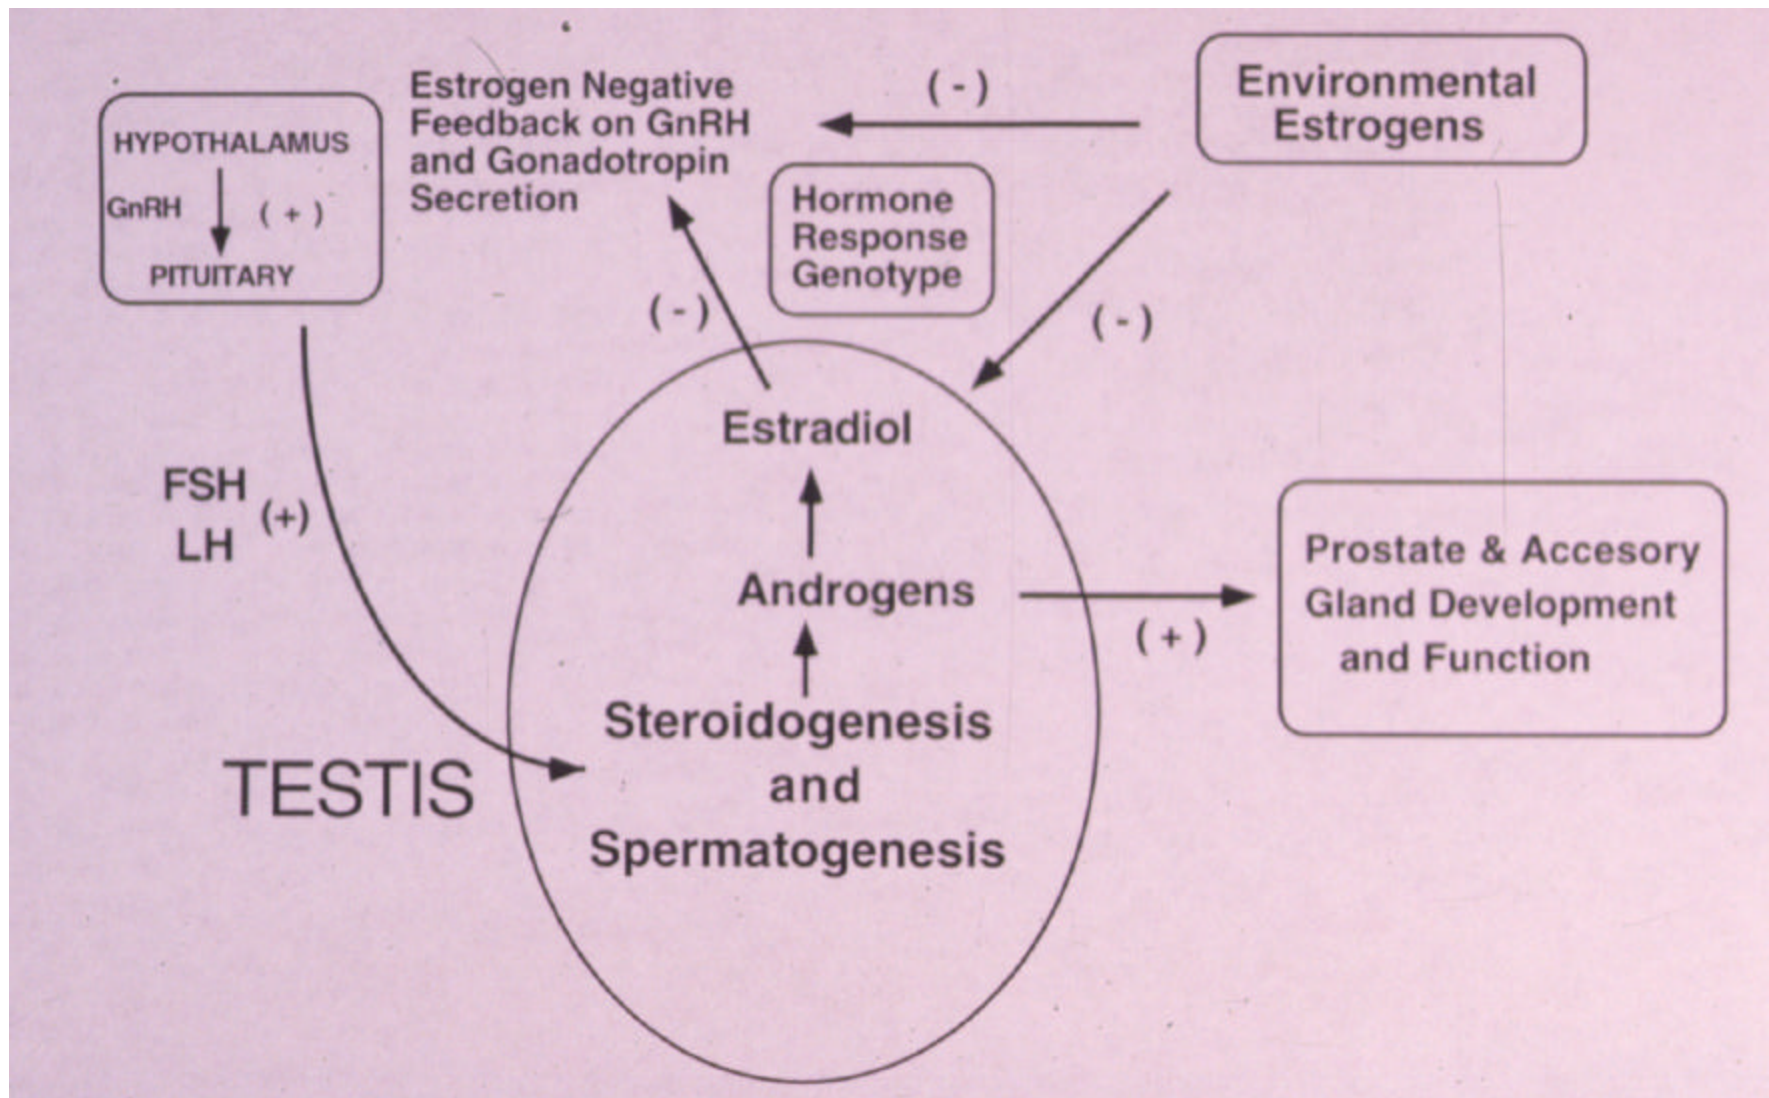 HYPOTHALAMUS
GnRH
( + )
PITUITARY
Estrogen Negative
Feedback on GnRH
and Gonadotropin
Secretion
( - )
Environmental
Estrogens
Hormone
Response
Genotype
( - )
( - )
FSH
LH
(+)
TESTIS
Estradiol
Androgens
Steroidogenesis
and
Spermatogenesis
( + )
Prostate & Accesory
Gland Development
and Function